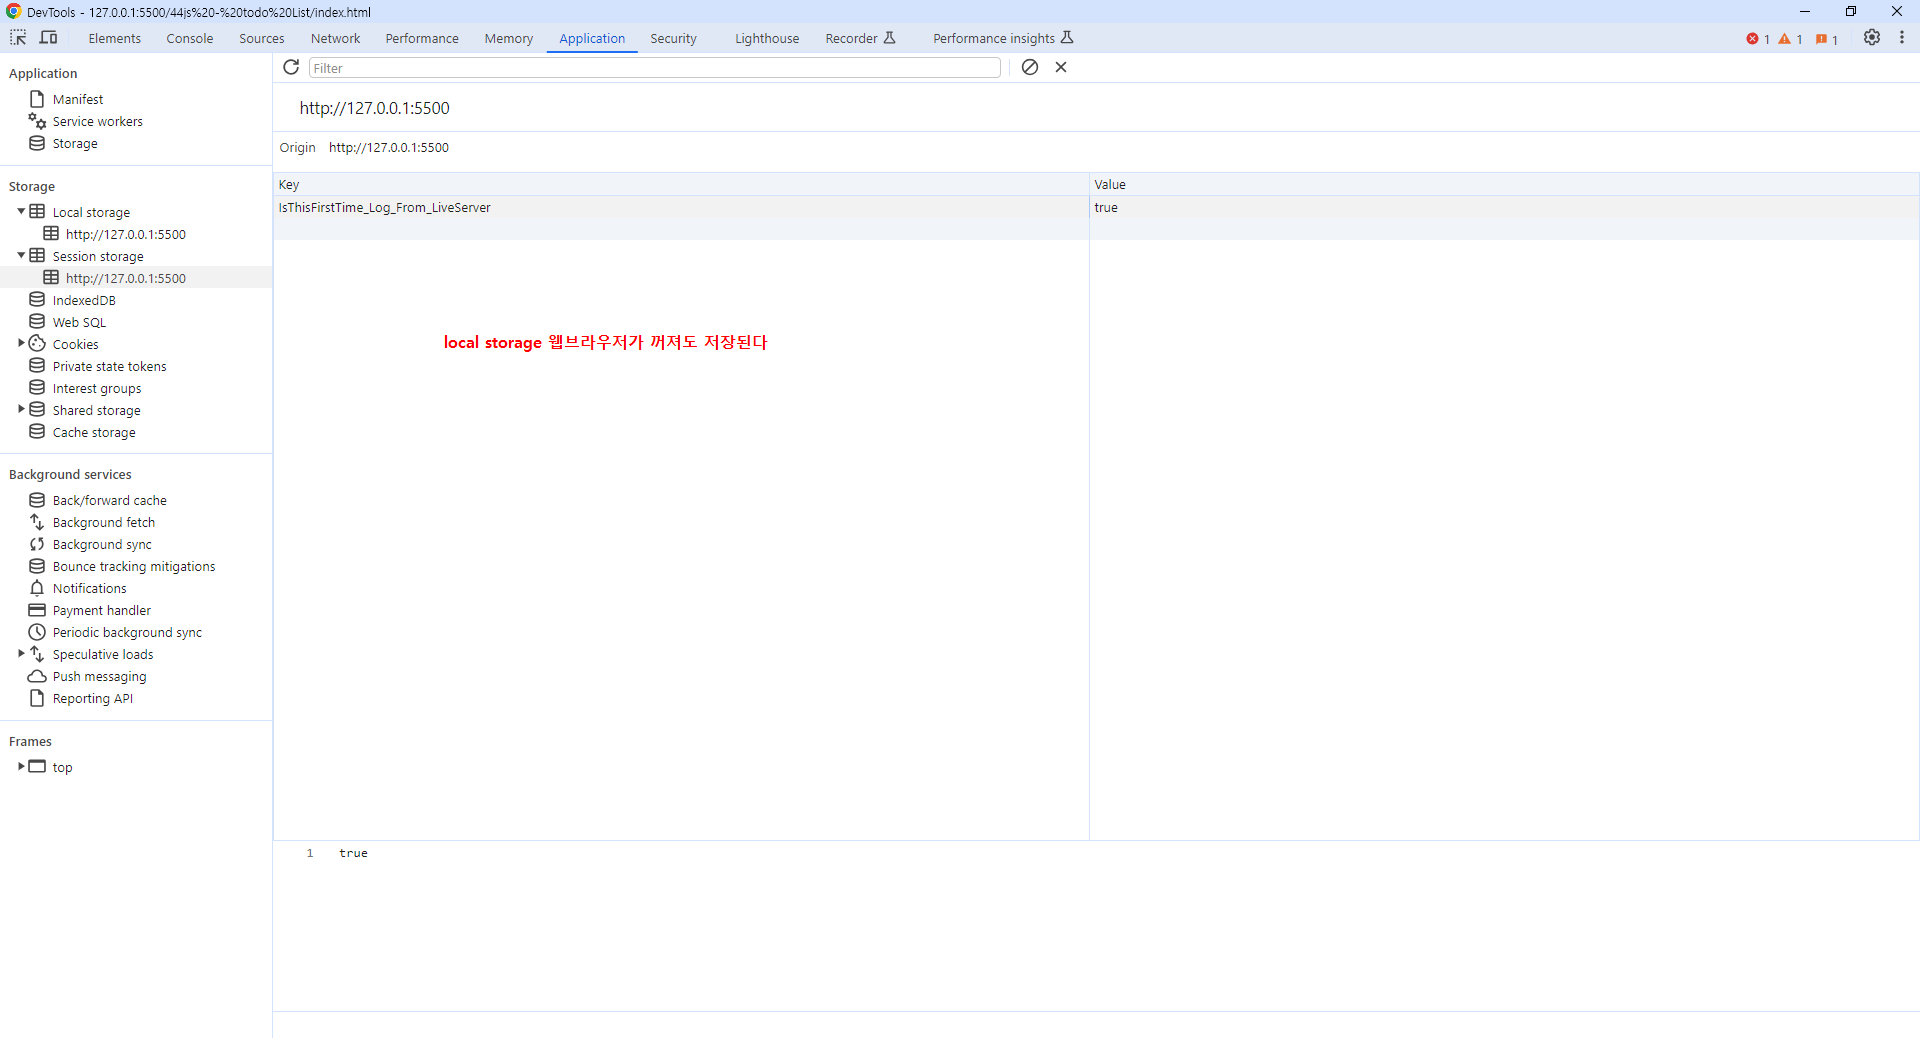 DevTools - 127.0.0.1:5500/44js%20-%20todo%20List/index.html
Elements Console Sources Network Performance Memory Application Security Lighthouse Recorder Performance insights 1 1 1
Application
Manifest
Service workers
Storage
Storage
Local storage
http://127.0.0.1:5500
Session storage
http://127.0.0.1:5500
IndexedDB
Web SQL
Cookies
Private state tokens
Interest groups
Shared storage
Cache storage
Background services
Back/forward cache
Background fetch
Background sync
Bounce tracking mitigations
Notifications
Payment handler
Periodic background sync
Speculative loads
Push messaging
Reporting API
Frames
top
Filter
http://127.0.0.1:5500
Origin http://127.0.0.1:5500
Key Value
IsThisFirstTime_Log_From_LiveServer true
local storage 웹브라우저가 꺼져도 저장된다
1 true